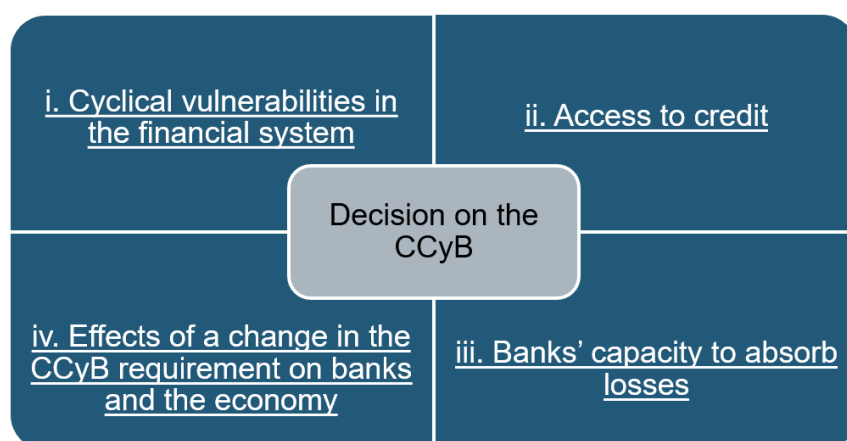 i. Cyclical vulnerabilities in
the financial system
ii. Access to credit
Decision on the
CCyB
iv. Effects of a change in the
CCyB requirement on banks
and the economy
iii. Banks’ capacity to absorb
losses